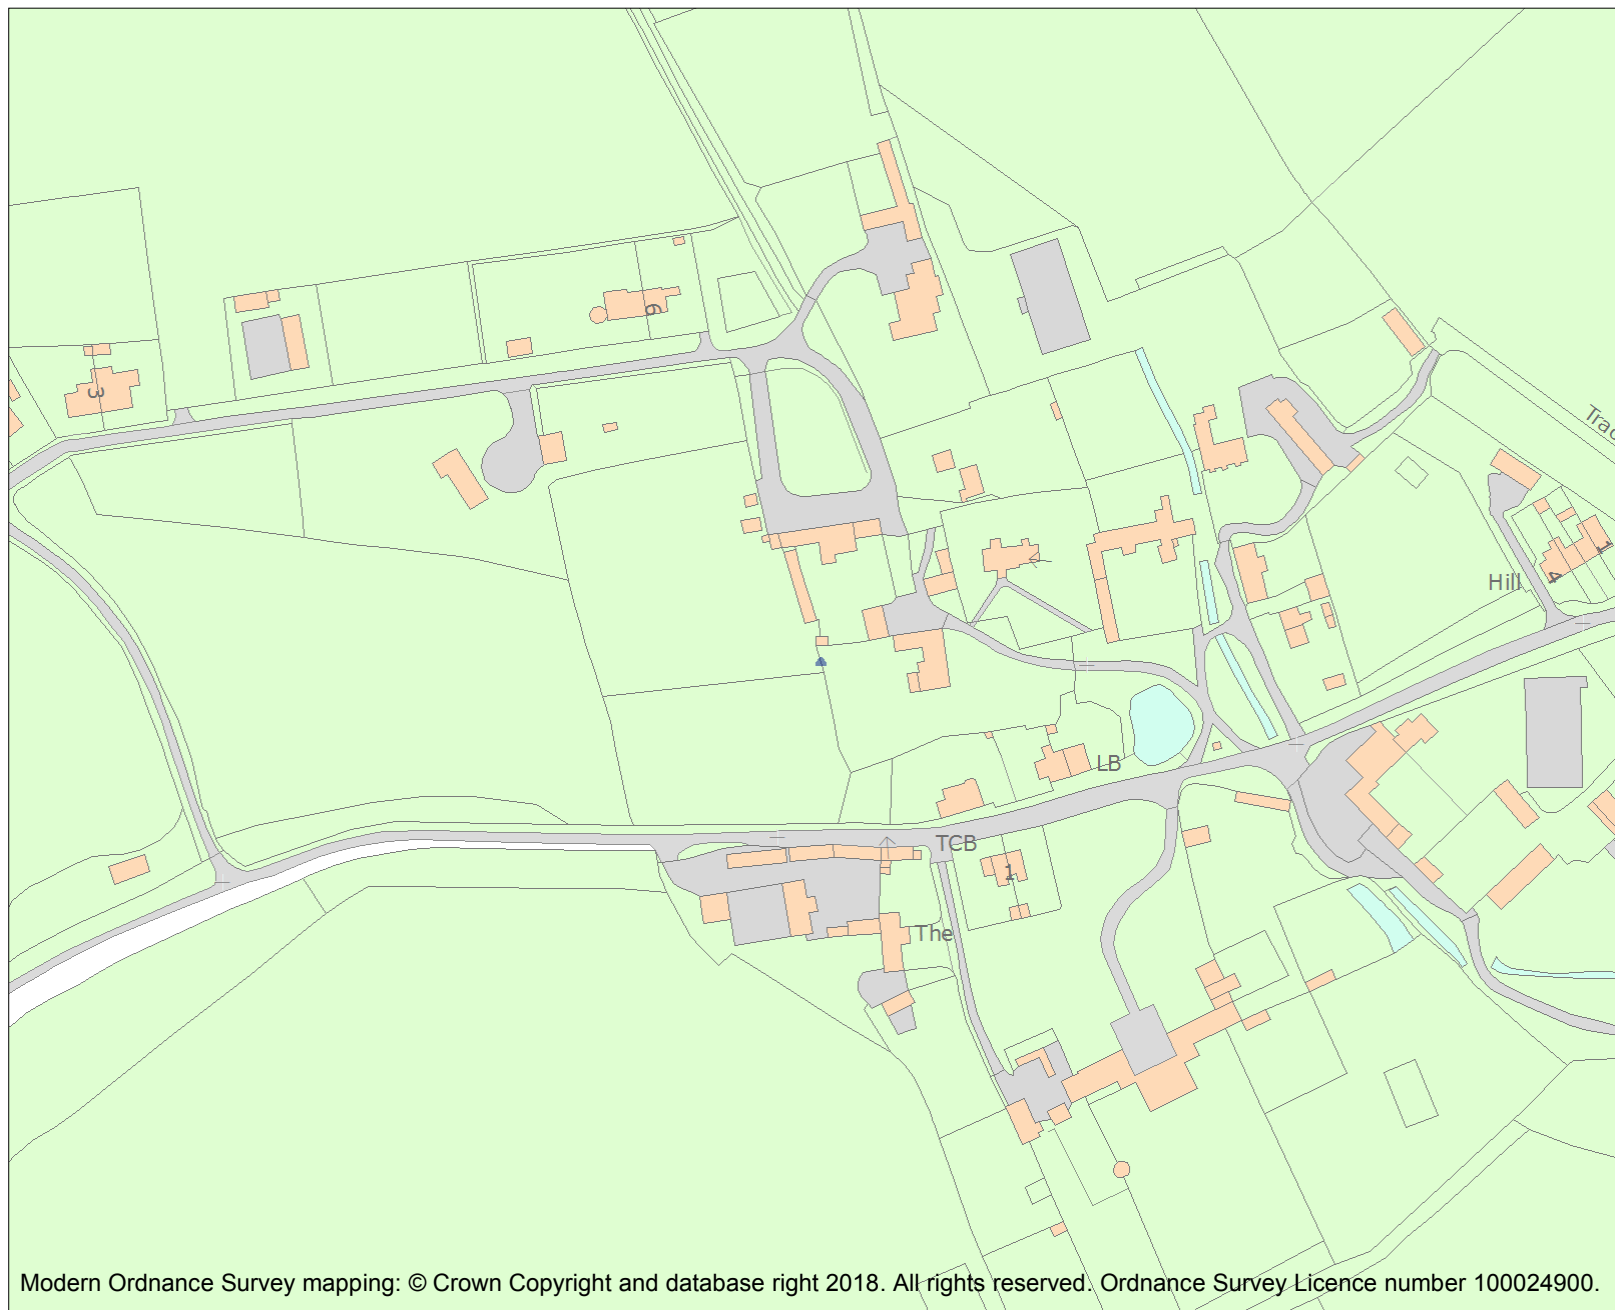 6
3
Trac
1
4
Hill
LB
TCB
1
The
Modern Ordnance Survey mapping: © Crown Copyright and database right 2018. All rights reserved. Ordnance Survey Licence number 100024900.